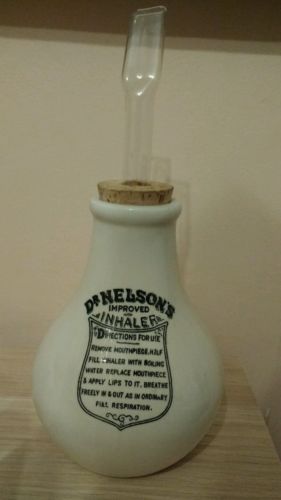 DR NELSON'S
IMPROVED
INHALER
DIRECTIONS FOR USE
REMOVE MOUTHPIECE, HALF
FILL INHALER WITH BOILING
WATER REPLACE MOUTHPIECE
& APPLY LIPS TO IT, BREATHE
FREELY IN & OUT AS IN ORDINARY
FULL RESPIRATION.